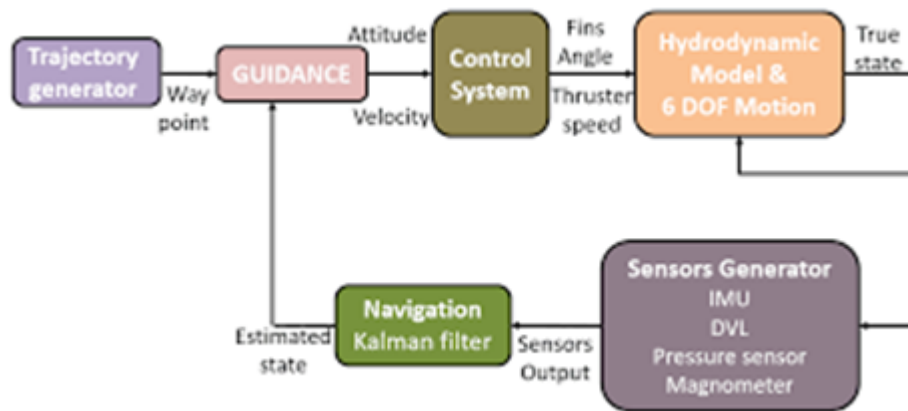 Trajectory
generator
Way
point
GUIDANCE
Attitude
Velocity
Control
System
Fins
Angle
Thruster
speed
Hydrodynamic
Model &
6 DOF Motion
True
state
Sensors Generator
IMU
DVL
Pressure sensor
Magnometer
Sensors
Output
Navigation
Kalman filter
Estimated
state